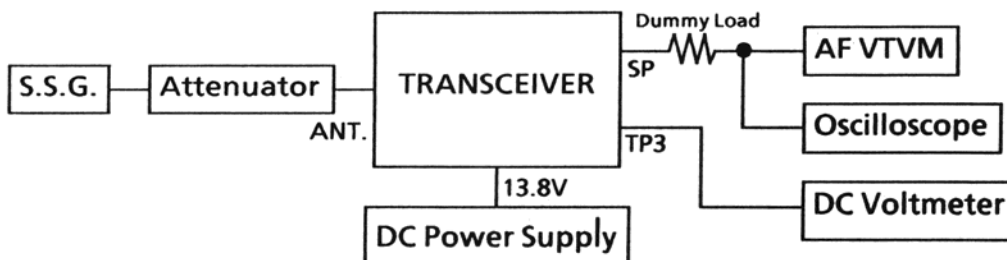 Dummy Load
S.S.G.
Attenuator
ANT.
TRANSCEIVER
SP
TP3
AF VTVM
Oscilloscope
DC Voltmeter
13.8V
DC Power Supply